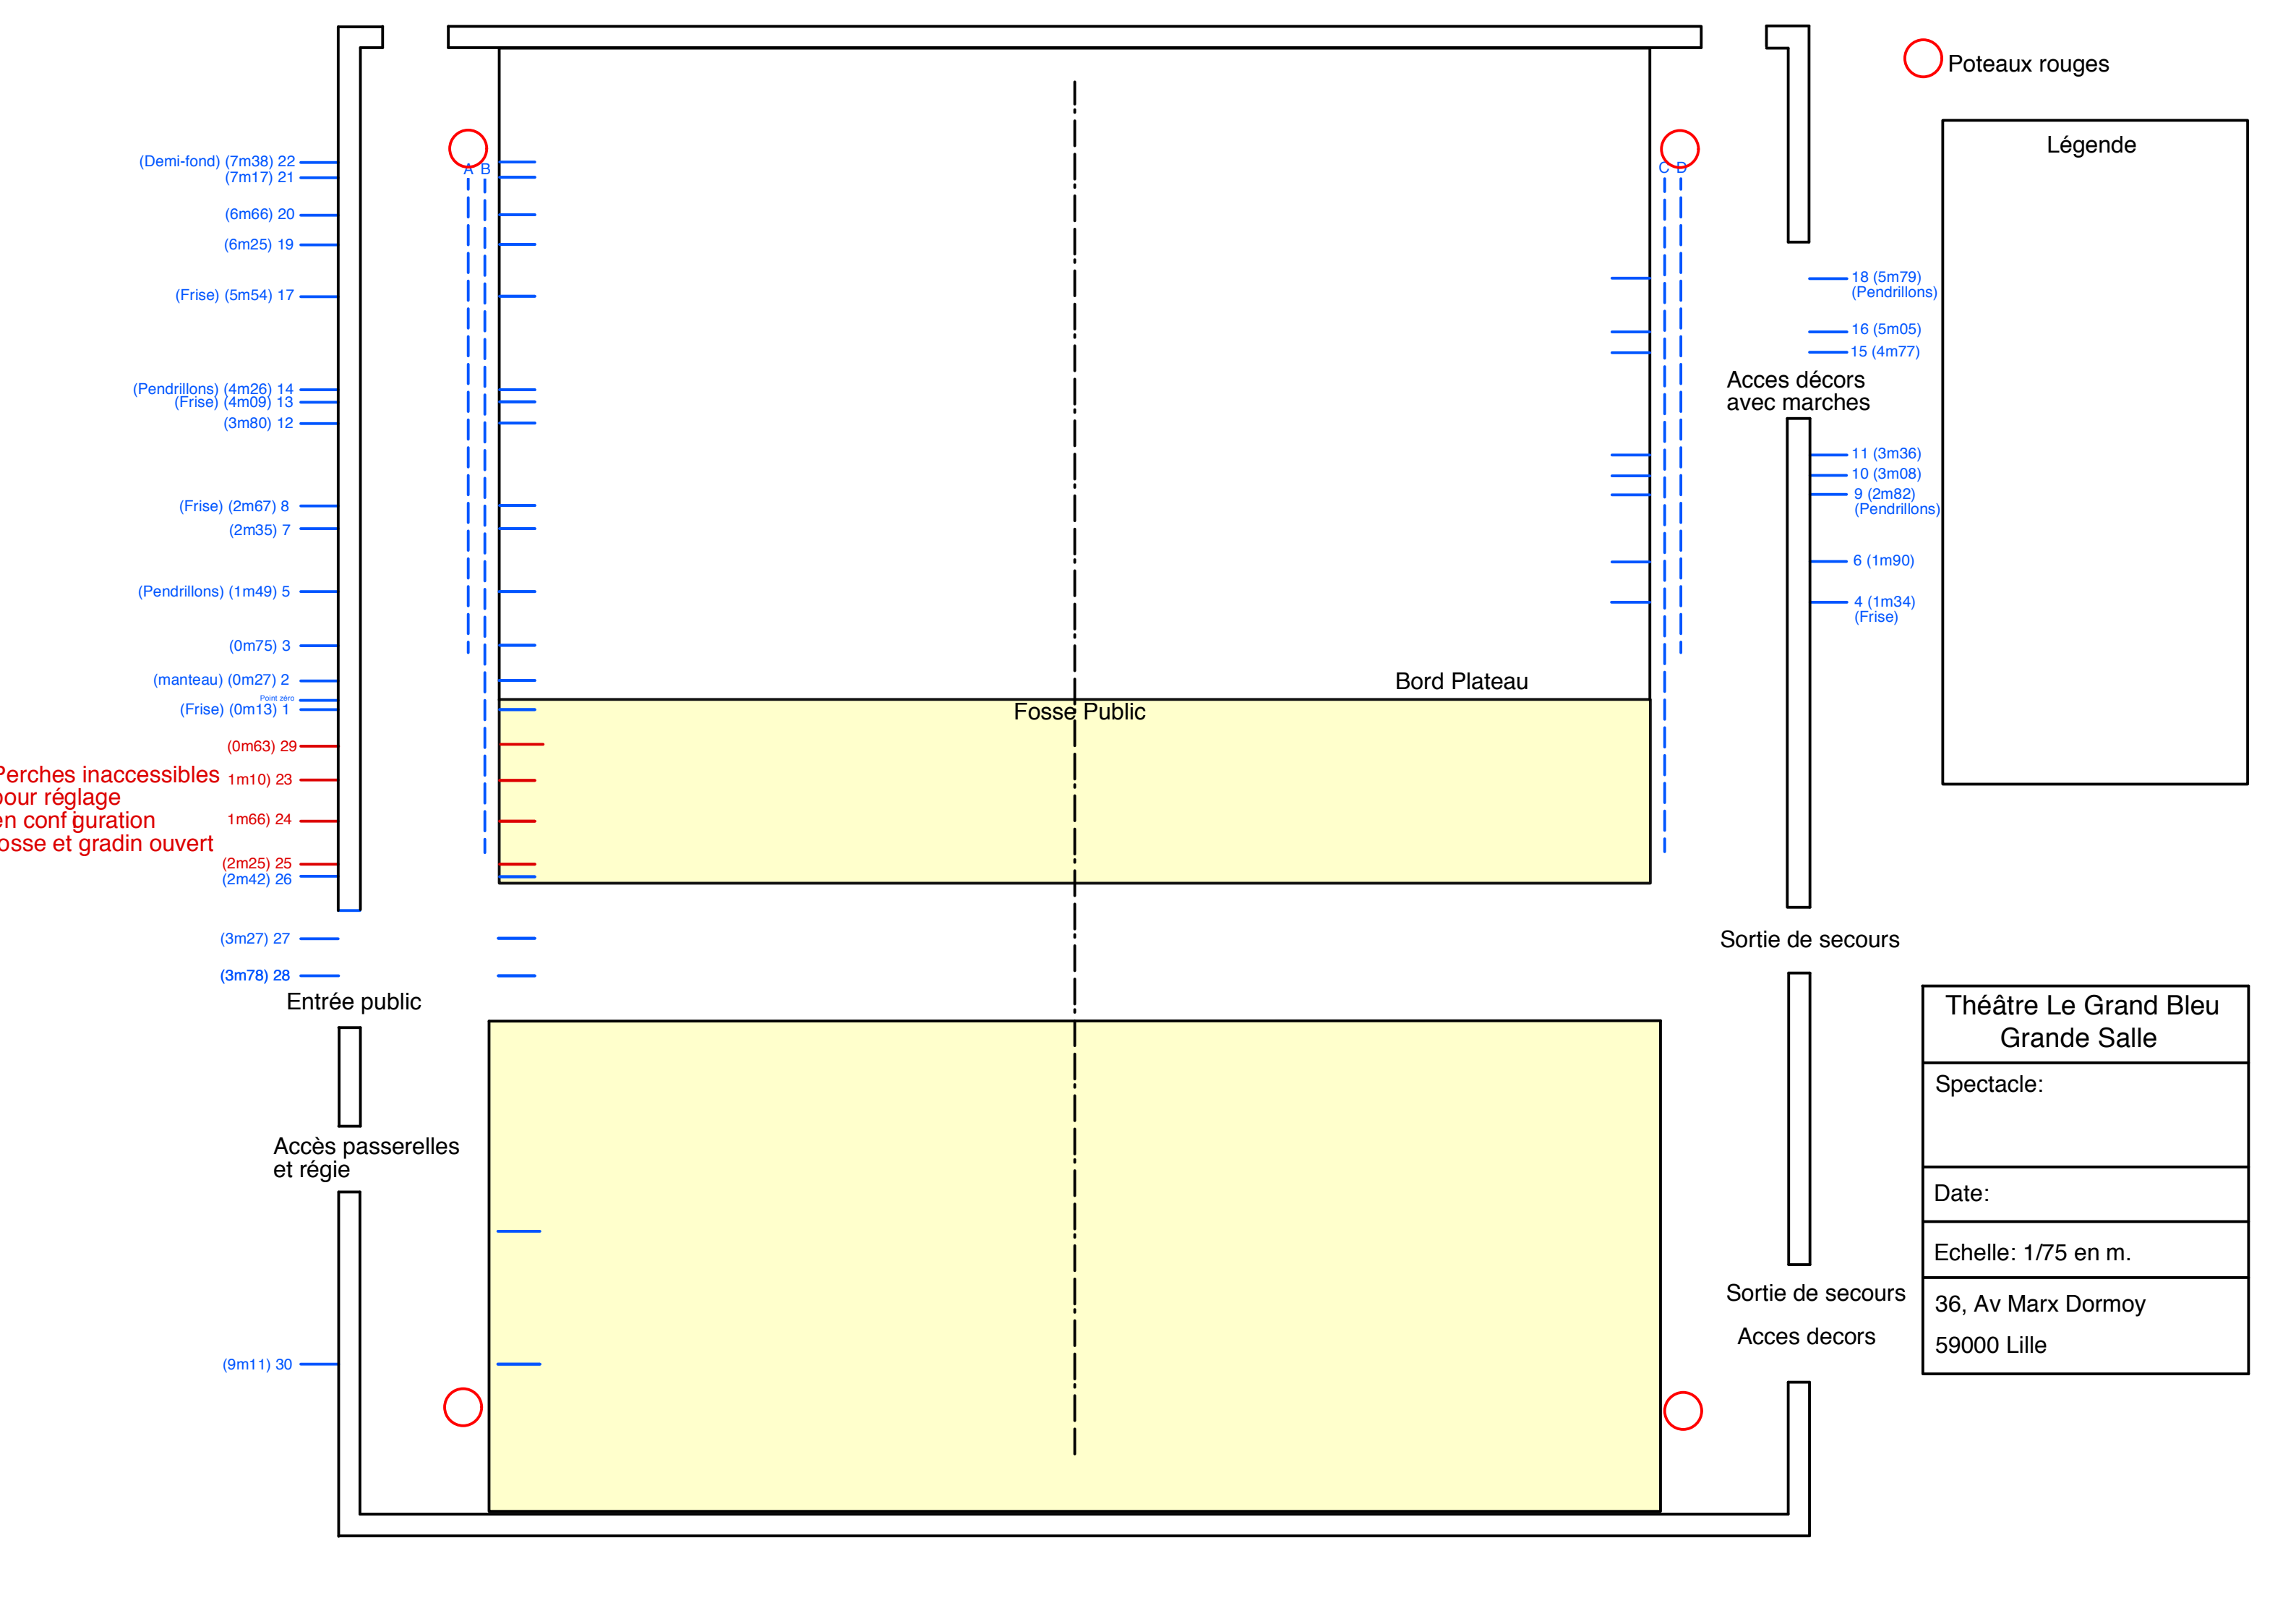 Poteaux rouges
Légende
(Demi-fond) (7m38) 22
(7m17) 21
(6m66) 20
(6m25) 19
(Frise) (5m54) 17
(Pendrillons) (4m26) 14
(Frise) (4m09) 13
(3m80) 12
(Frise) (2m67) 8
(2m35) 7
(Pendrillons) (1m49) 5
(0m75) 3
(manteau) (0m27) 2
Point zéro
(Frise) (0m13) 1
(0m63) 29
1m10) 23
1m66) 24
(2m25) 25
(2m42) 26
(3m27) 27
(3m78) 28
(9m11) 30
Perches inaccessibles
pour réglage
en configuration
fosse et gradin ouvert
A B
C D
18 (5m79)
(Pendrillons)
16 (5m05)
15 (4m77)
Acces décors
avec marches
11 (3m36)
10 (3m08)
9 (2m82)
(Pendrillons)
6 (1m90)
4 (1m34)
(Frise)
Bord Plateau
Fosse Public
Entrée public
Accès passerelles
et régie
Sortie de secours
Sortie de secours
Acces decors
Théâtre Le Grand Bleu
Grande Salle
Spectacle:
Date:
Echelle: 1/75 en m.
36, Av Marx Dormoy
59000 Lille